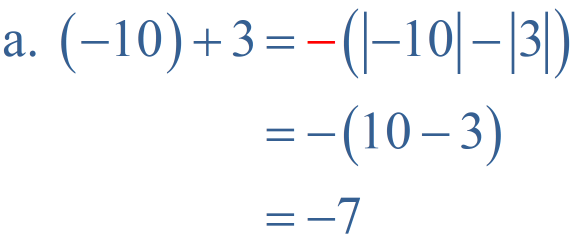 a. (−10) + 3 = −(|−10| − |3|)
= −(10 − 3)
= −7